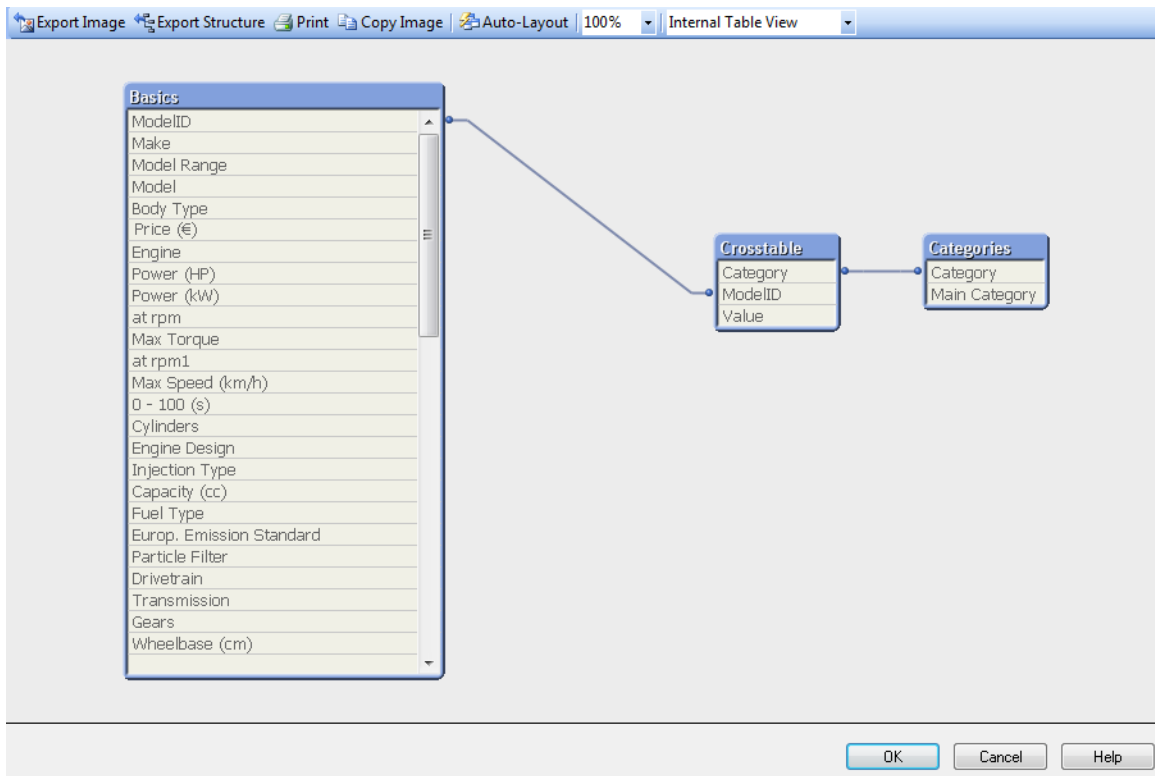 Export Image Export Structure Print Copy Image Auto-Layout 100% Internal Table View
Basics
ModelID
Make
Model Range
Model
Body Type
Price (€)
Engine
Power (HP)
Power (kW)
at rpm
Max Torque
at rpm1
Max Speed (km/h)
0 - 100 (s)
Cylinders
Engine Design
Injection Type
Capacity (cc)
Fuel Type
Europ. Emission Standard
Particle Filter
Drivetrain
Transmission
Gears
Wheelbase (cm)
Crosstable
Category
ModelID
Value
Categories
Category
Main Category
OK Cancel Help